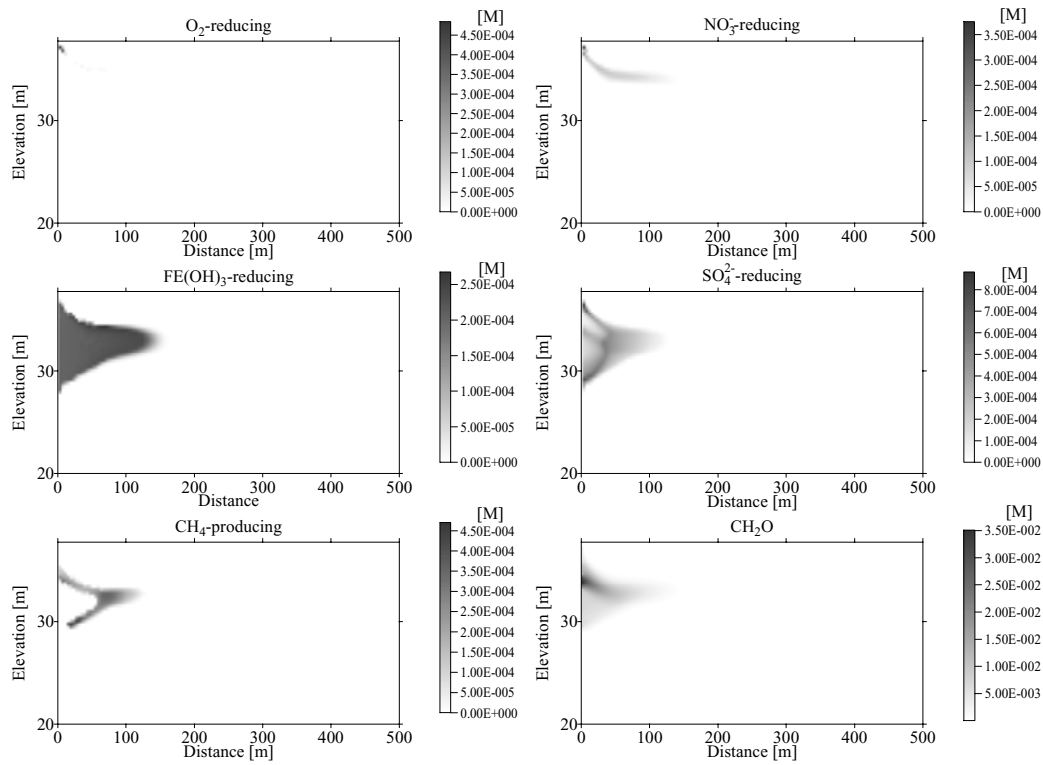 O₂-reducing
[M]
4.50E-004
4.00E-004
3.50E-004
3.00E-004
2.50E-004
2.00E-004
1.50E-004
1.00E-004
5.00E-005
0.00E+000
Elevation [m]
30
20
0 100 200 300 400 500
Distance [m]
NO₃⁻-reducing
[M]
3.50E-004
3.00E-004
2.50E-004
2.00E-004
1.50E-004
1.00E-004
5.00E-005
0.00E+000
Elevation [m]
30
20
0 100 200 300 400 500
Distance [m]
FE(OH)₃-reducing
[M]
2.50E-004
2.00E-004
1.50E-004
1.00E-004
5.00E-005
0.00E+000
Elevation [m]
30
20
0 100 200 300 400 500
Distance
SO₄²⁻-reducing
[M]
8.00E-004
7.00E-004
6.00E-004
5.00E-004
4.00E-004
3.00E-004
2.00E-004
1.00E-004
0.00E+000
Elevation [m]
30
20
0 100 200 300 400 500
Distance [m]
CH₄-producing
[M]
4.50E-004
4.00E-004
3.50E-004
3.00E-004
2.50E-004
2.00E-004
1.50E-004
1.00E-004
5.00E-005
0.00E+000
Elevation [m]
30
20
0 100 200 300 400 500
Distance [m]
CH₂O
[M]
3.50E-002
3.00E-002
2.50E-002
2.00E-002
1.50E-002
1.00E-002
5.00E-003
Elevation [m]
30
20
0 100 200 300 400 500
Distance [m]